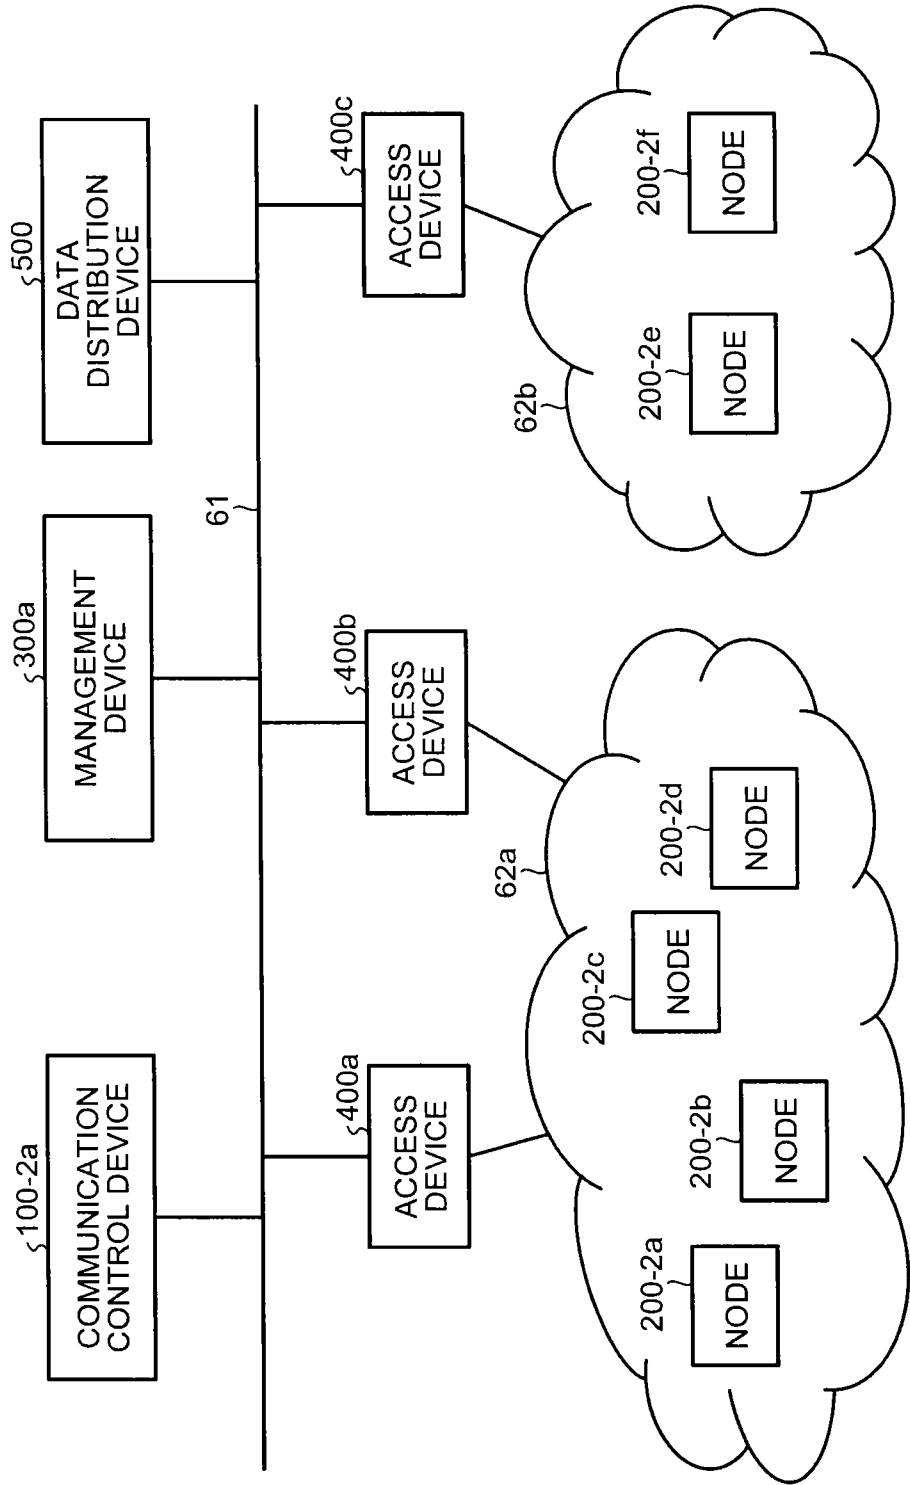 100-2a
COMMUNICATION
CONTROL DEVICE
300a
MANAGEMENT
DEVICE
500
DATA
DISTRIBUTION
DEVICE
61
400a
ACCESS
DEVICE
400b
ACCESS
DEVICE
400c
ACCESS
DEVICE
62a
200-2a
NODE
200-2b
NODE
200-2c
NODE
200-2d
NODE
62b
200-2e
NODE
200-2f
NODE